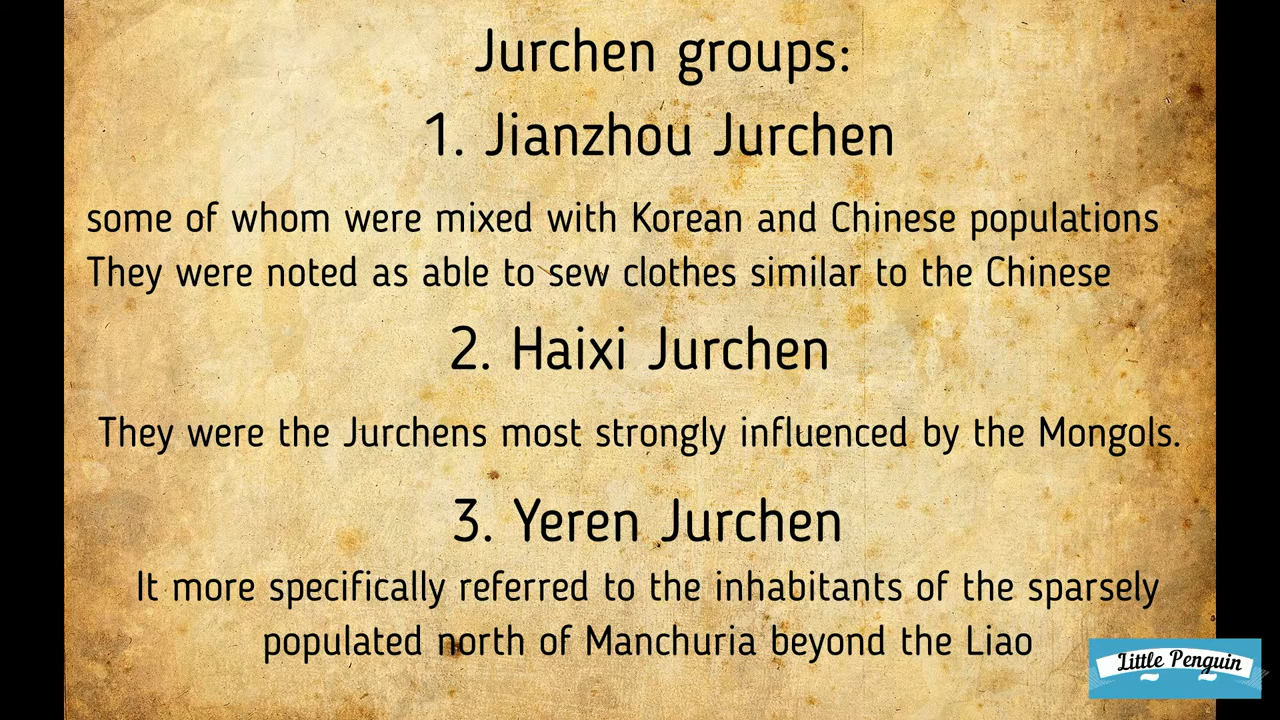 Jurchen groups:
1. Jianzhou Jurchen
some of whom were mixed with Korean and Chinese populations
They were noted as able to sew clothes similar to the Chinese
2. Haixi Jurchen
They were the Jurchens most strongly influenced by the Mongols.
3. Yeren Jurchen
It more specifically referred to the inhabitants of the sparsely
populated north of Manchuria beyond the Liao
Little Penguin